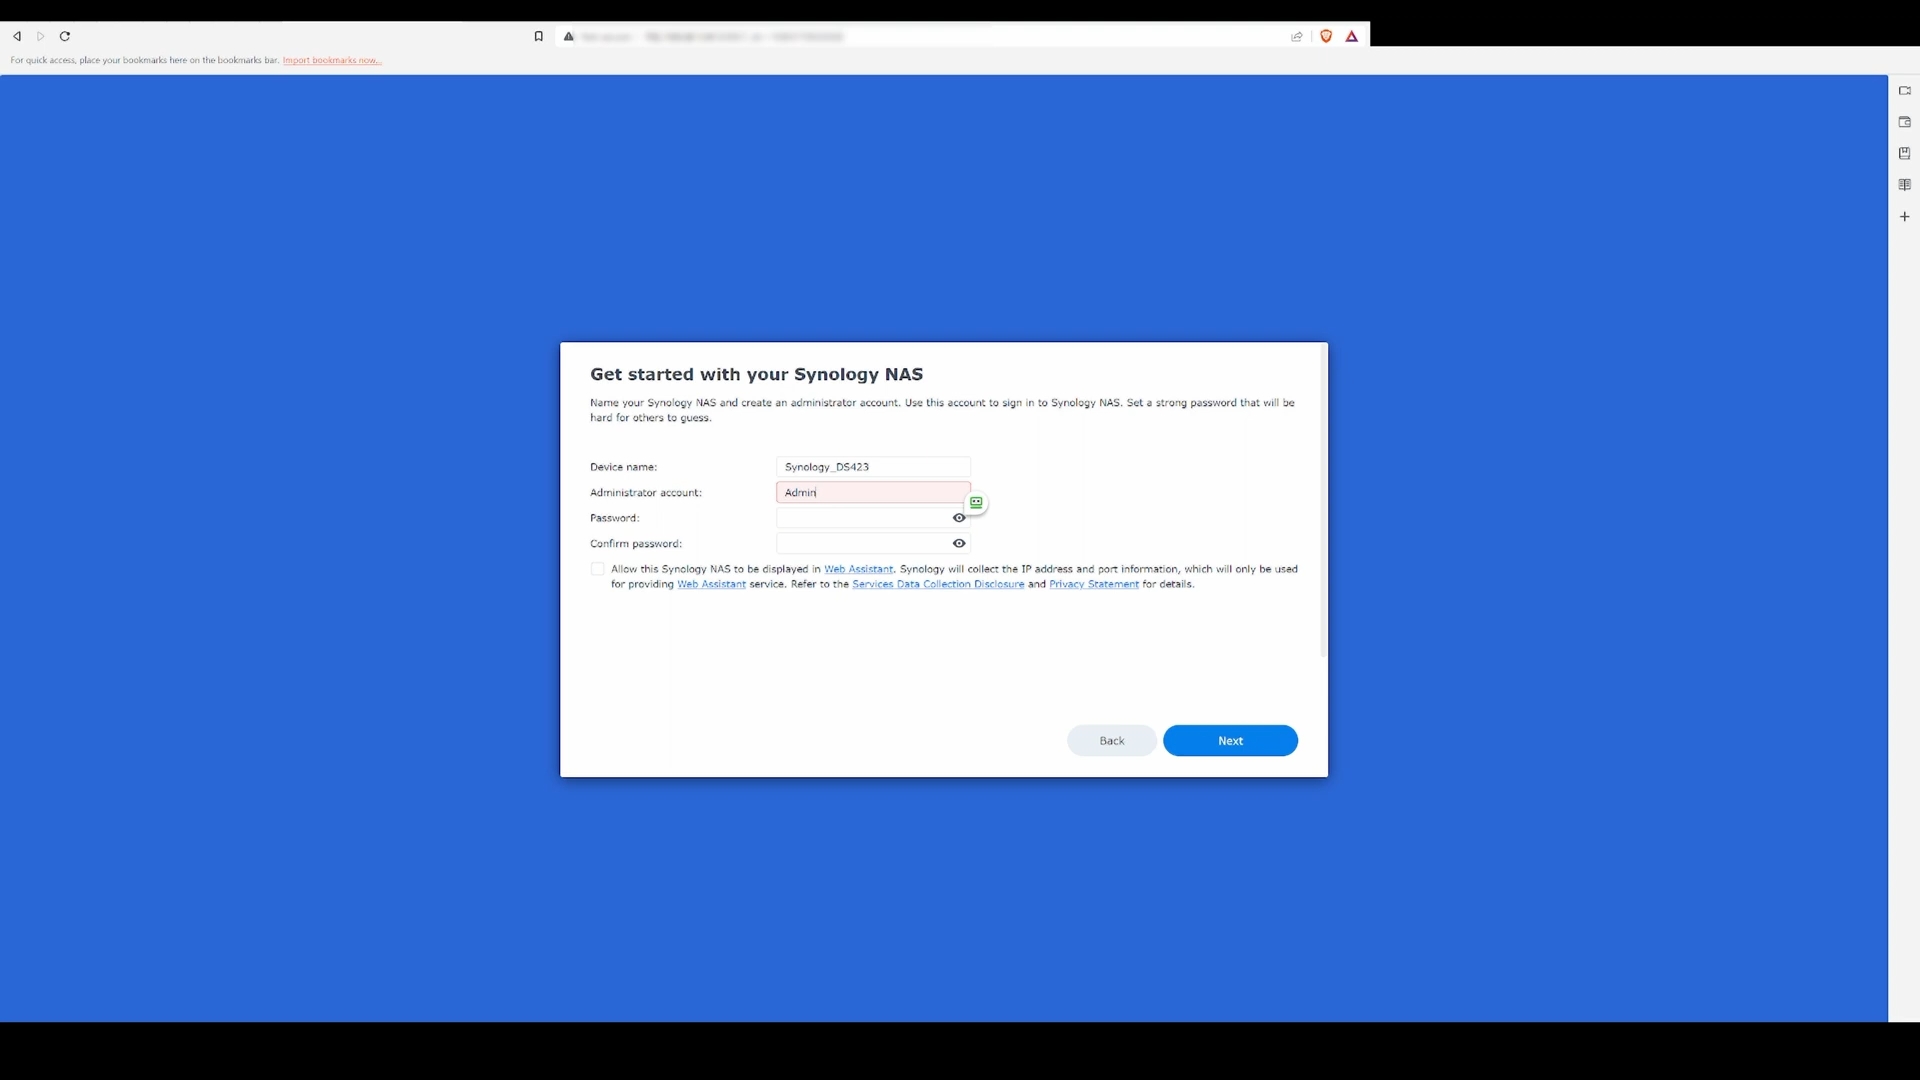 For quick access, place your bookmarks here on the bookmarks bar. Import bookmarks now...
Get started with your Synology NAS
Name your Synology NAS and create an administrator account. Use this account to sign in to Synology NAS. Set a strong password that will be
hard for others to guess.
Device name: Synology_DS423
Administrator account: Admin
Password:
Confirm password:
Allow this Synology NAS to be displayed in Web Assistant. Synology will collect the IP address and port information, which will only be used
for providing Web Assistant service. Refer to the Services Data Collection Disclosure and Privacy Statement for details.
Back Next